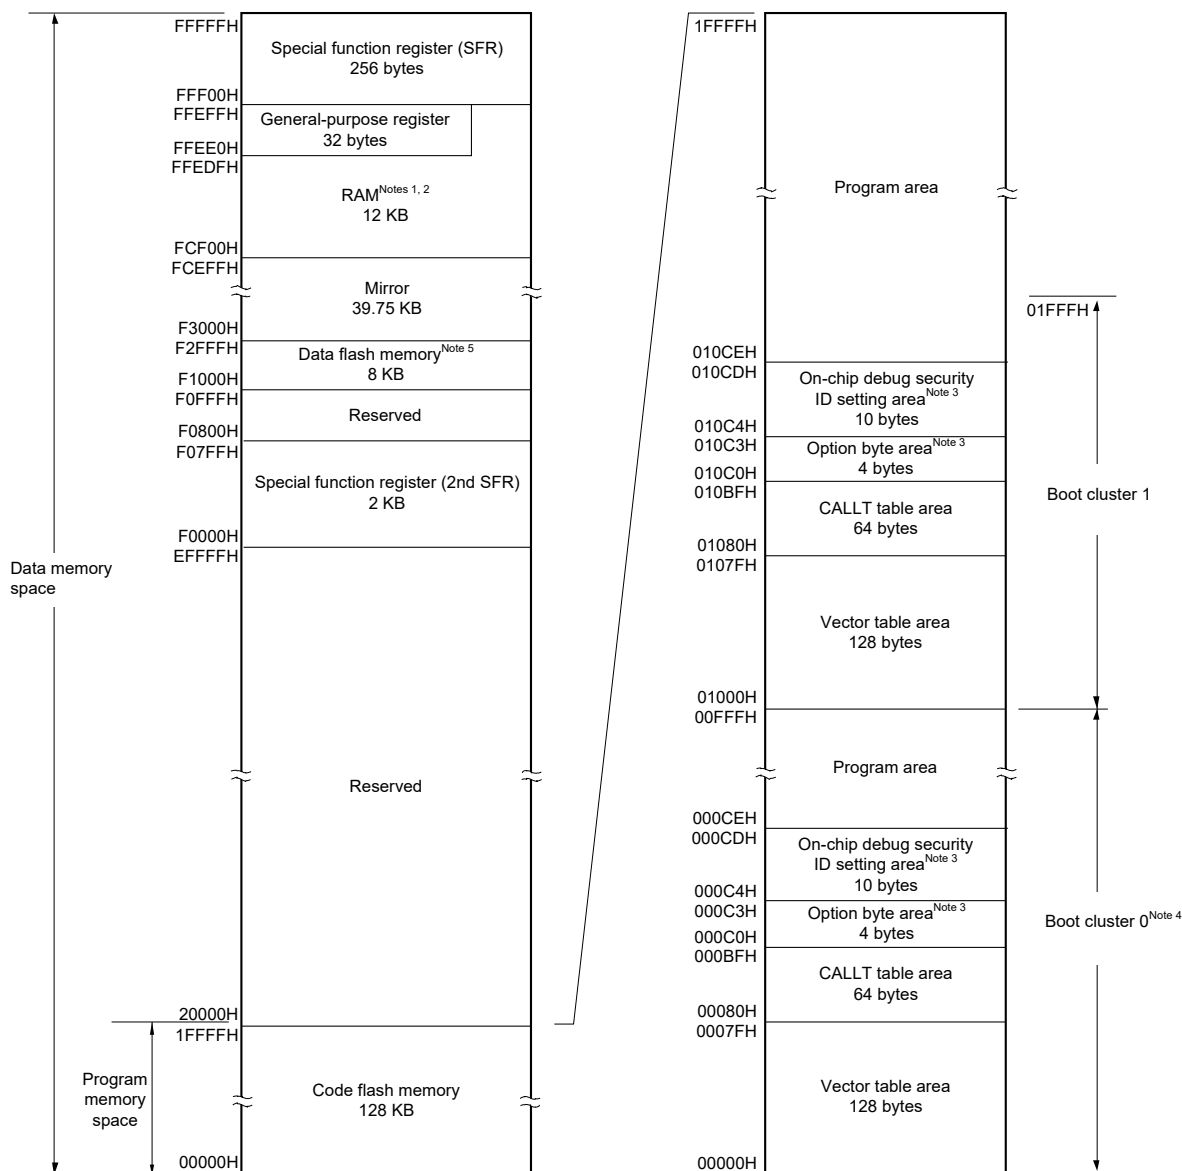 FFFFFH
Special function register (SFR)
256 bytes
FFF00H
FFEFFH
General-purpose register
32 bytes
FFEE0H
FFEDFH
RAMNotes 1, 2
12 KB
FCF00H
FCEFFH
Mirror
39.75 KB
F3000H
F2FFFH
Data flash memoryNote 5
8 KB
F1000H
F0FFFH
Reserved
F0800H
F07FFH
Special function register (2nd SFR)
2 KB
F0000H
EFFFFH
Data memory
space
Reserved
20000H
1FFFFH
Program
memory
space
Code flash memory
128 KB
00000H
1FFFFH
Program area
01FFFH
010CEH
010CDH
On-chip debug security
ID setting areaNote 3
10 bytes
010C4H
010C3H
Option byte areaNote 3
4 bytes
010C0H
010BFH
CALLT table area
64 bytes
Boot cluster 1
01080H
0107FH
Vector table area
128 bytes
01000H
00FFFH
Program area
000CEH
000CDH
On-chip debug security
ID setting areaNote 3
10 bytes
000C4H
000C3H
Option byte areaNote 3
4 bytes
Boot cluster 0Note 4
000C0H
000BFH
CALLT table area
64 bytes
00080H
0007FH
Vector table area
128 bytes
00000H